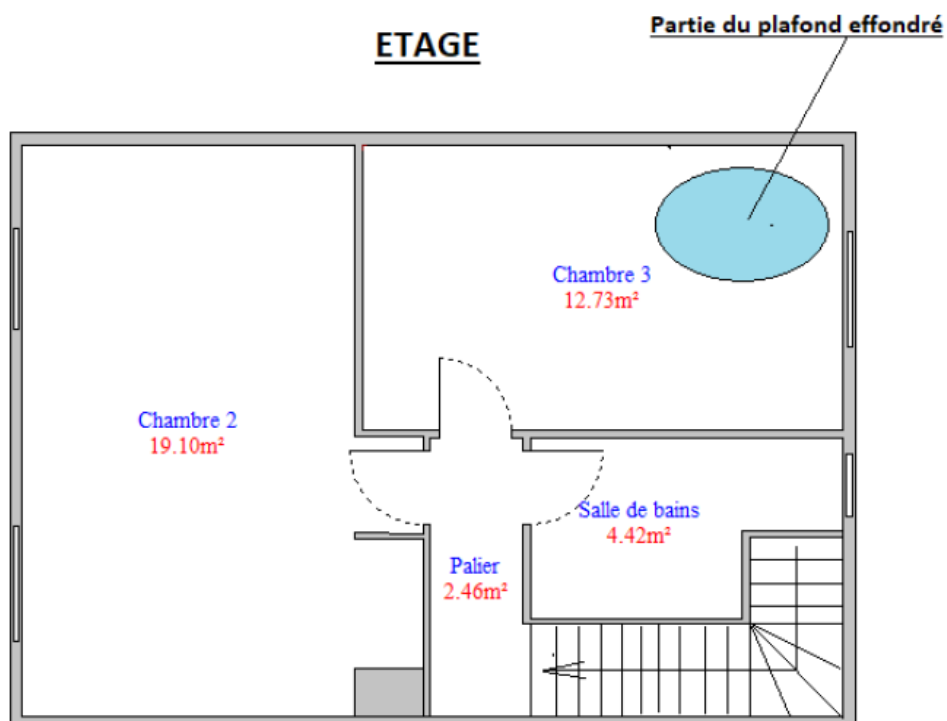 Partie du plafond effondré
ETAGE
Chambre 3
12.73m²
Chambre 2
19.10m²
Salle de bains
4.42m²
Palier
2.46m²